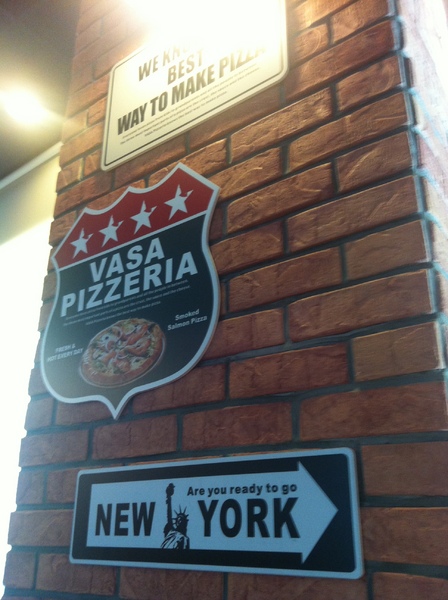 WE KN
BEST
WAY TO MAKE PIZZA
VASA
PIZZERIA
FRESH &
HOT EVERY DAY
Smoked
Salmon Pizza
Are you ready to go
NEW YORK